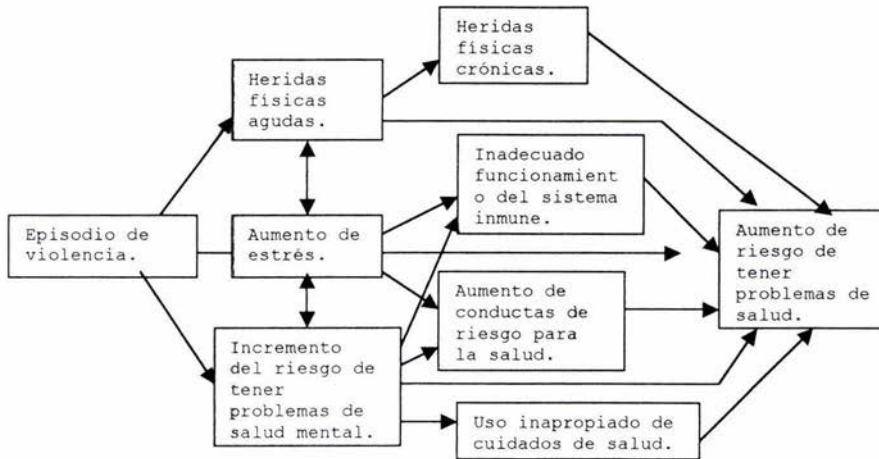 Heridas
físicas
crónicas.
Heridas
físicas
agudas.
Inadecuado
funcionamient
o del sistema
inmune.
Episodio de
violencia.
Aumento de
estrés.
Aumento de
riesgo de
tener
problemas de
salud.
Aumento de
conductas de
riesgo para
la salud.
Incremento
del riesgo de
tener
problemas de
salud mental.
Uso inapropiado de
cuidados de salud.